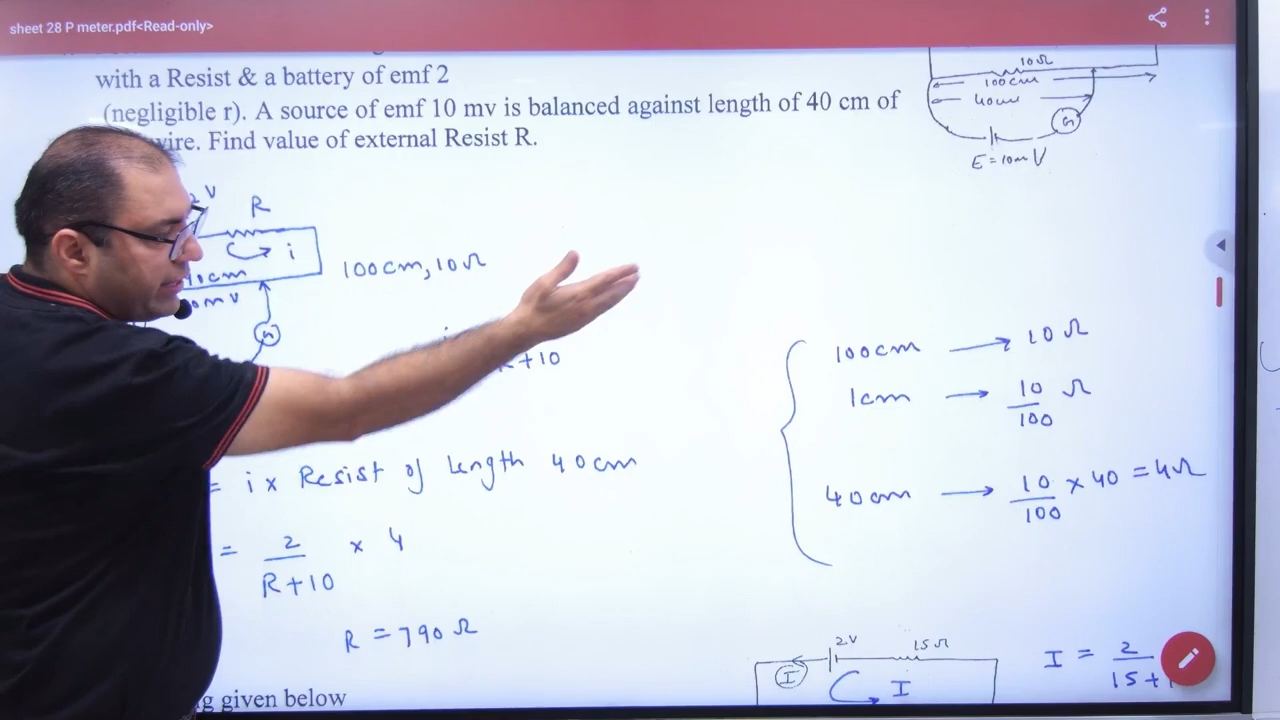 sheet 28 P meter.pdf<Read-only>
with a Resist & a battery of emf 2
(negligible r). A source of emf 10 mv is balanced against length of 40 cm of
wire. Find value of external Resist R.
10Ω
100cm
40cm
G
E = 10m V
V
R
i
100cm, 10Ω
G
+10
100cm → 10 Ω
1cm → 10/100 Ω
40cm → 10/100 × 40 = 4Ω
= i × Resist of length 40cm
= 2/R+10 × 4
R = 790 Ω
given below
2V
15Ω
I
I
I = 2
15+